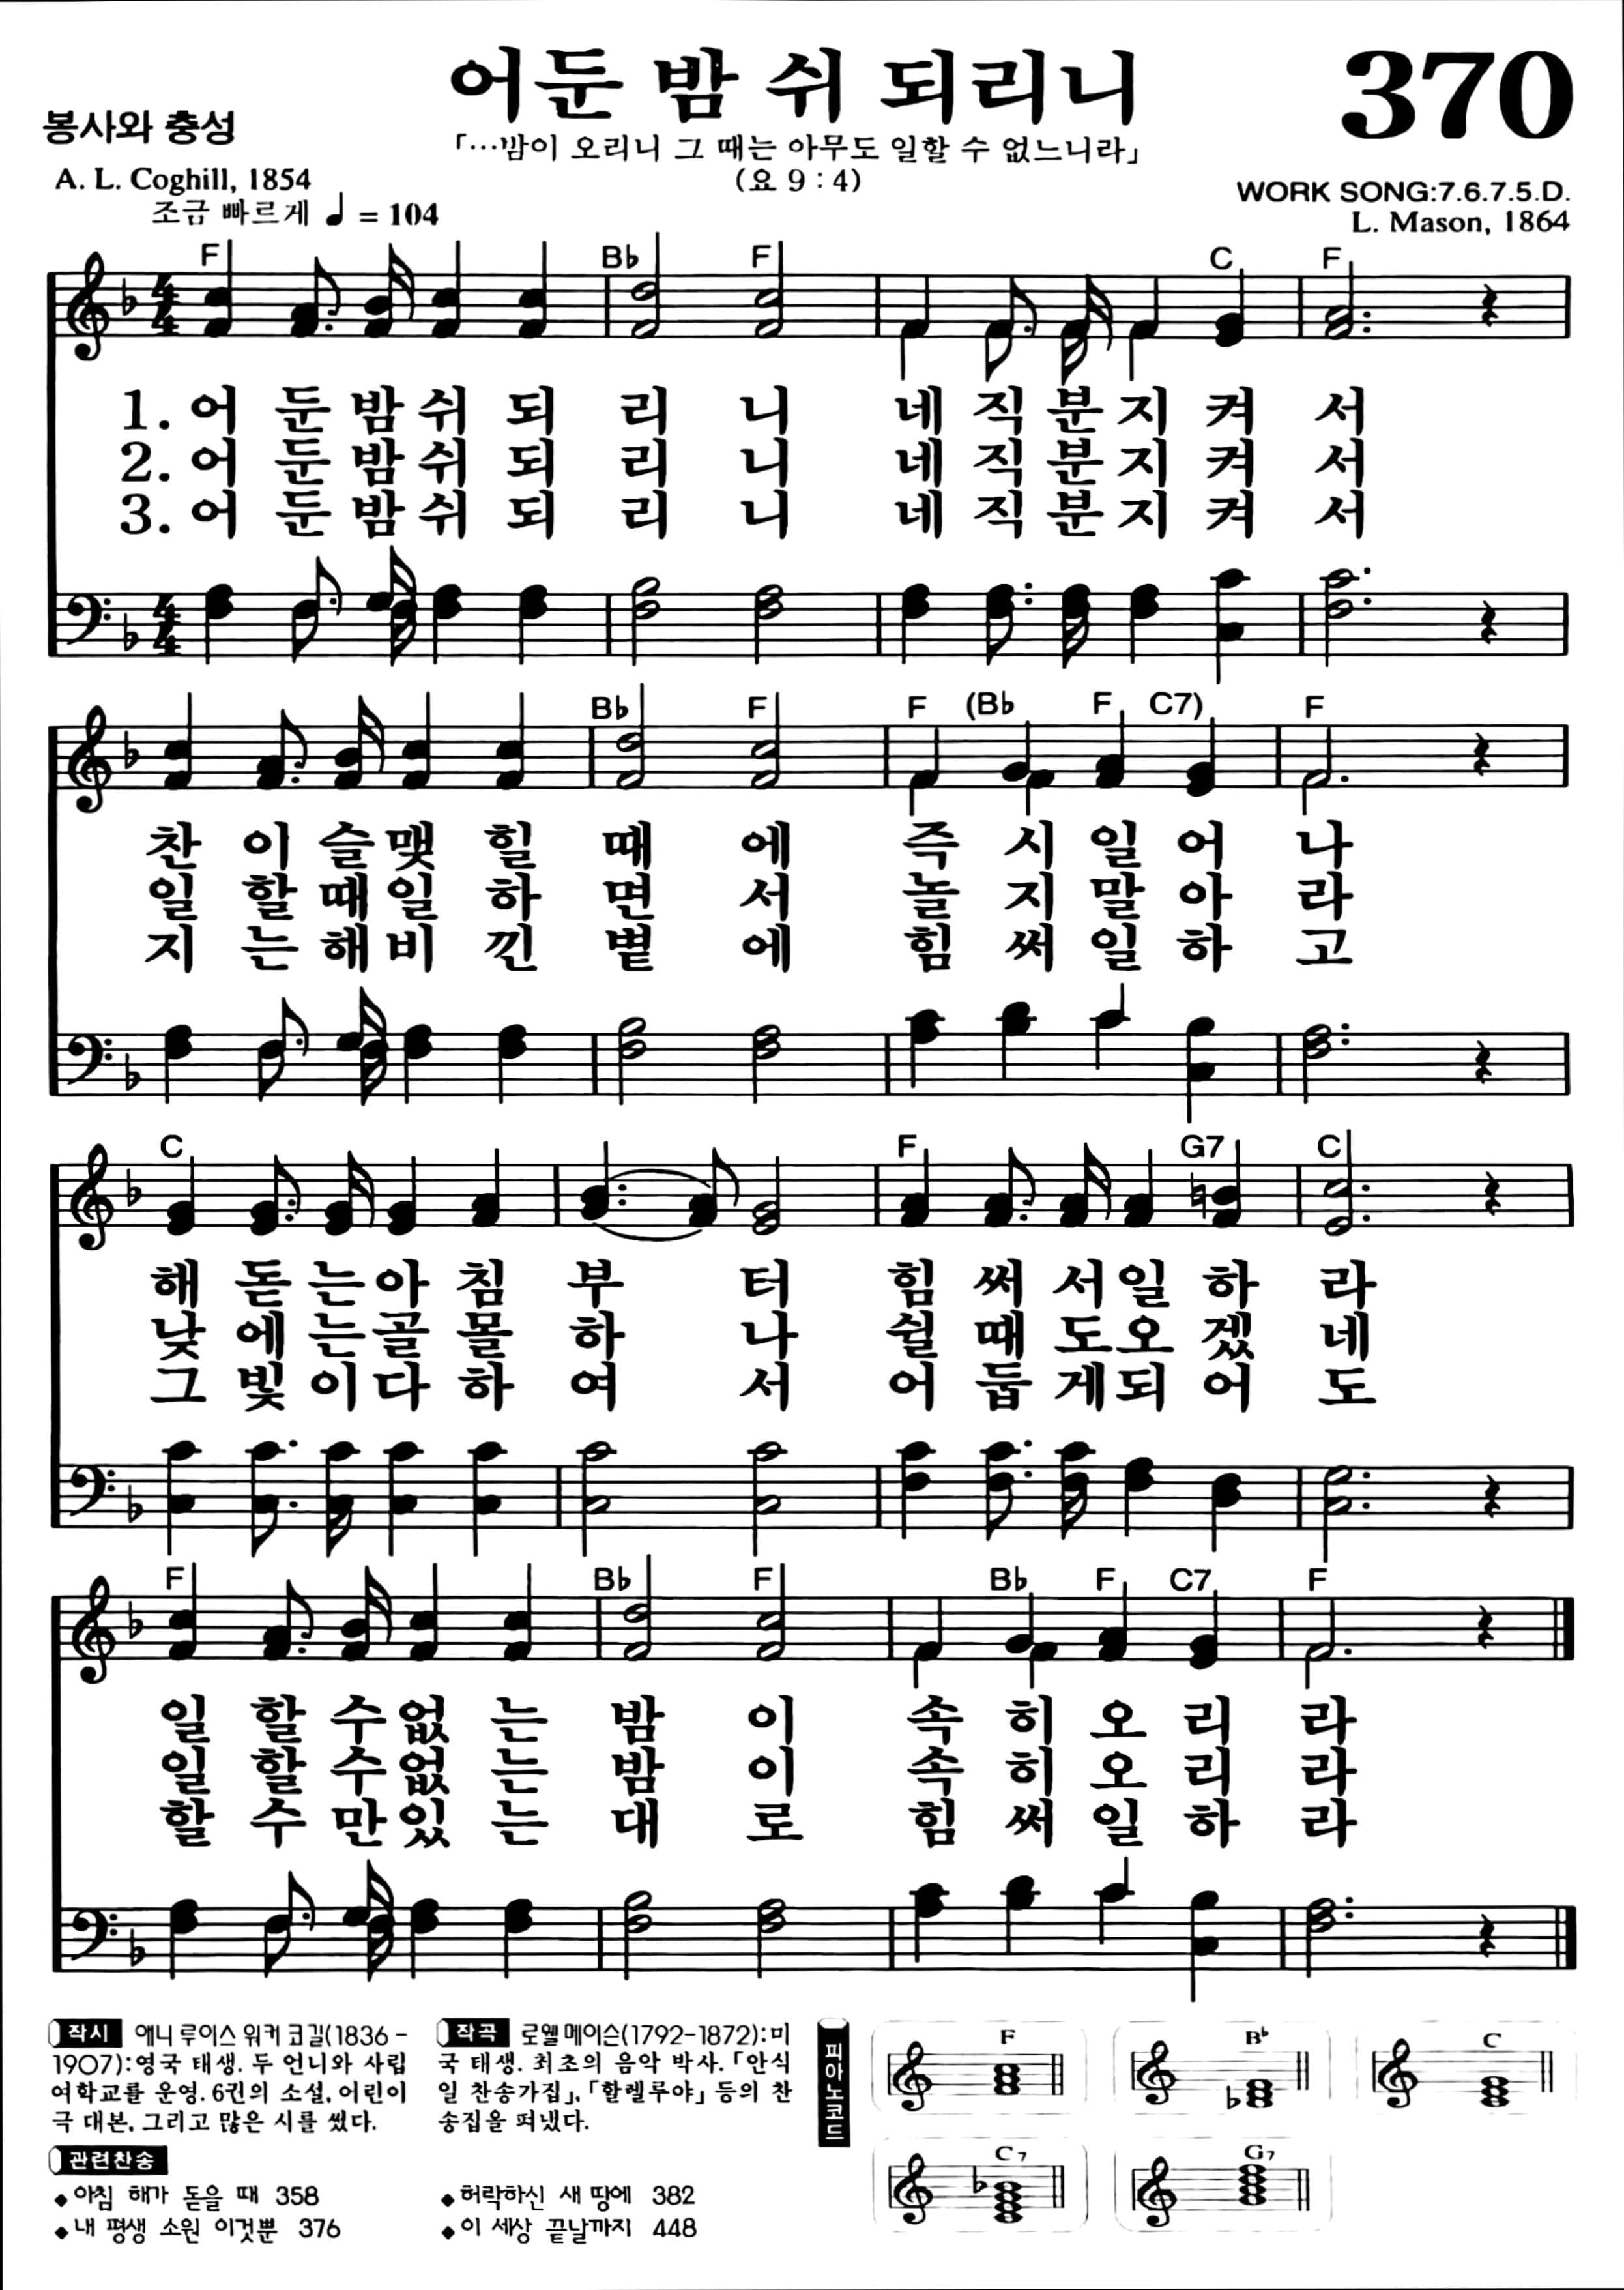 어둔 밤 쉬 되리니
370
봉사와 충성
「…밤이 오리니 그 때는 아무도 일할 수 없느니라」
(요 9 : 4)
A. L. Coghill, 1854
조금 빠르게 ♩ = 104
WORK SONG:7.6.7.5.D.
L. Mason, 1864
F B♭ F C F
1. 어 둔 밤 쉬 되 리 니 네 직 분 지 켜 서
2. 어 둔 밤 쉬 되 리 니 네 직 분 지 켜 서
3. 어 둔 밤 쉬 되 리 니 네 직 분 지 켜 서
B♭ F F (B♭ F C7) F
찬 이 슬 맺 힐 때 에 즉 시 일 어 나
일 할 때 일 하 면 서 놀 지 말 아 라
지 는 해 비 낀 볕 에 힘 써 일 하 고
C F G7 C
해 돋 는 아 침 부 터 힘 써 서 일 하 라
낮 에 는 골 몰 하 나 쉴 때 도 오 겠 네
그 빛 이 다 하 여 서 어 둡 게 되 어 도
F B♭ F B♭ F C7 F
일 할 수 없 는 밤 이 속 히 오 리 라
일 할 수 없 는 밤 이 속 히 오 리 라
할 수 만 있 는 대 로 힘 써 일 하 라
작시 애니 루이스 워커 코길(1836-
1907):영국 태생. 두 언니와 사립
여학교를 운영. 6권의 소설, 어린이
극 대본, 그리고 많은 시를 썼다.
작곡 로웰 메이슨(1792-1872):미
국 태생. 최초의 음악 박사. 「안식
일 찬송가집」, 「할렐루야」 등의 찬
송집을 펴냈다.
관련찬송
◆아침 해가 돋을 때 358
◆내 평생 소원 이것뿐 376
◆허락하신 새 땅에 382
◆이 세상 끝날까지 448
피아노코드
F
B♭
C
C7
G7